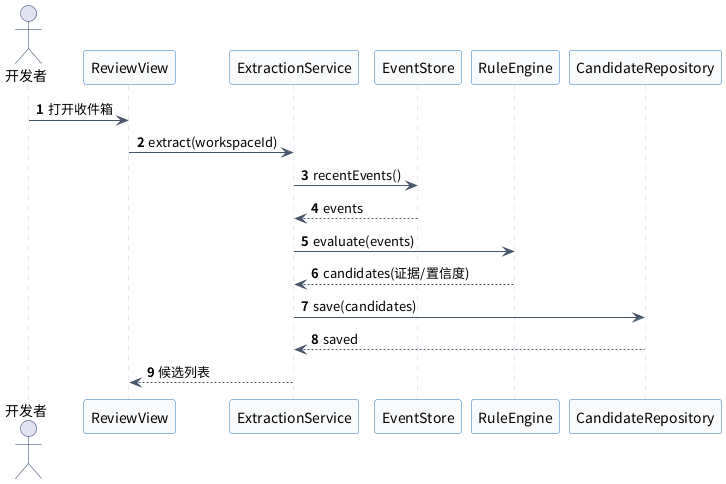 开发者
ReviewView
ExtractionService
EventStore
RuleEngine
CandidateRepository
1 打开收件箱
2 extract(workspaceId)
3 recentEvents()
4 events
5 evaluate(events)
6 candidates(证据/置信度)
7 save(candidates)
8 saved
9 候选列表
开发者
ReviewView
ExtractionService
EventStore
RuleEngine
CandidateRepository